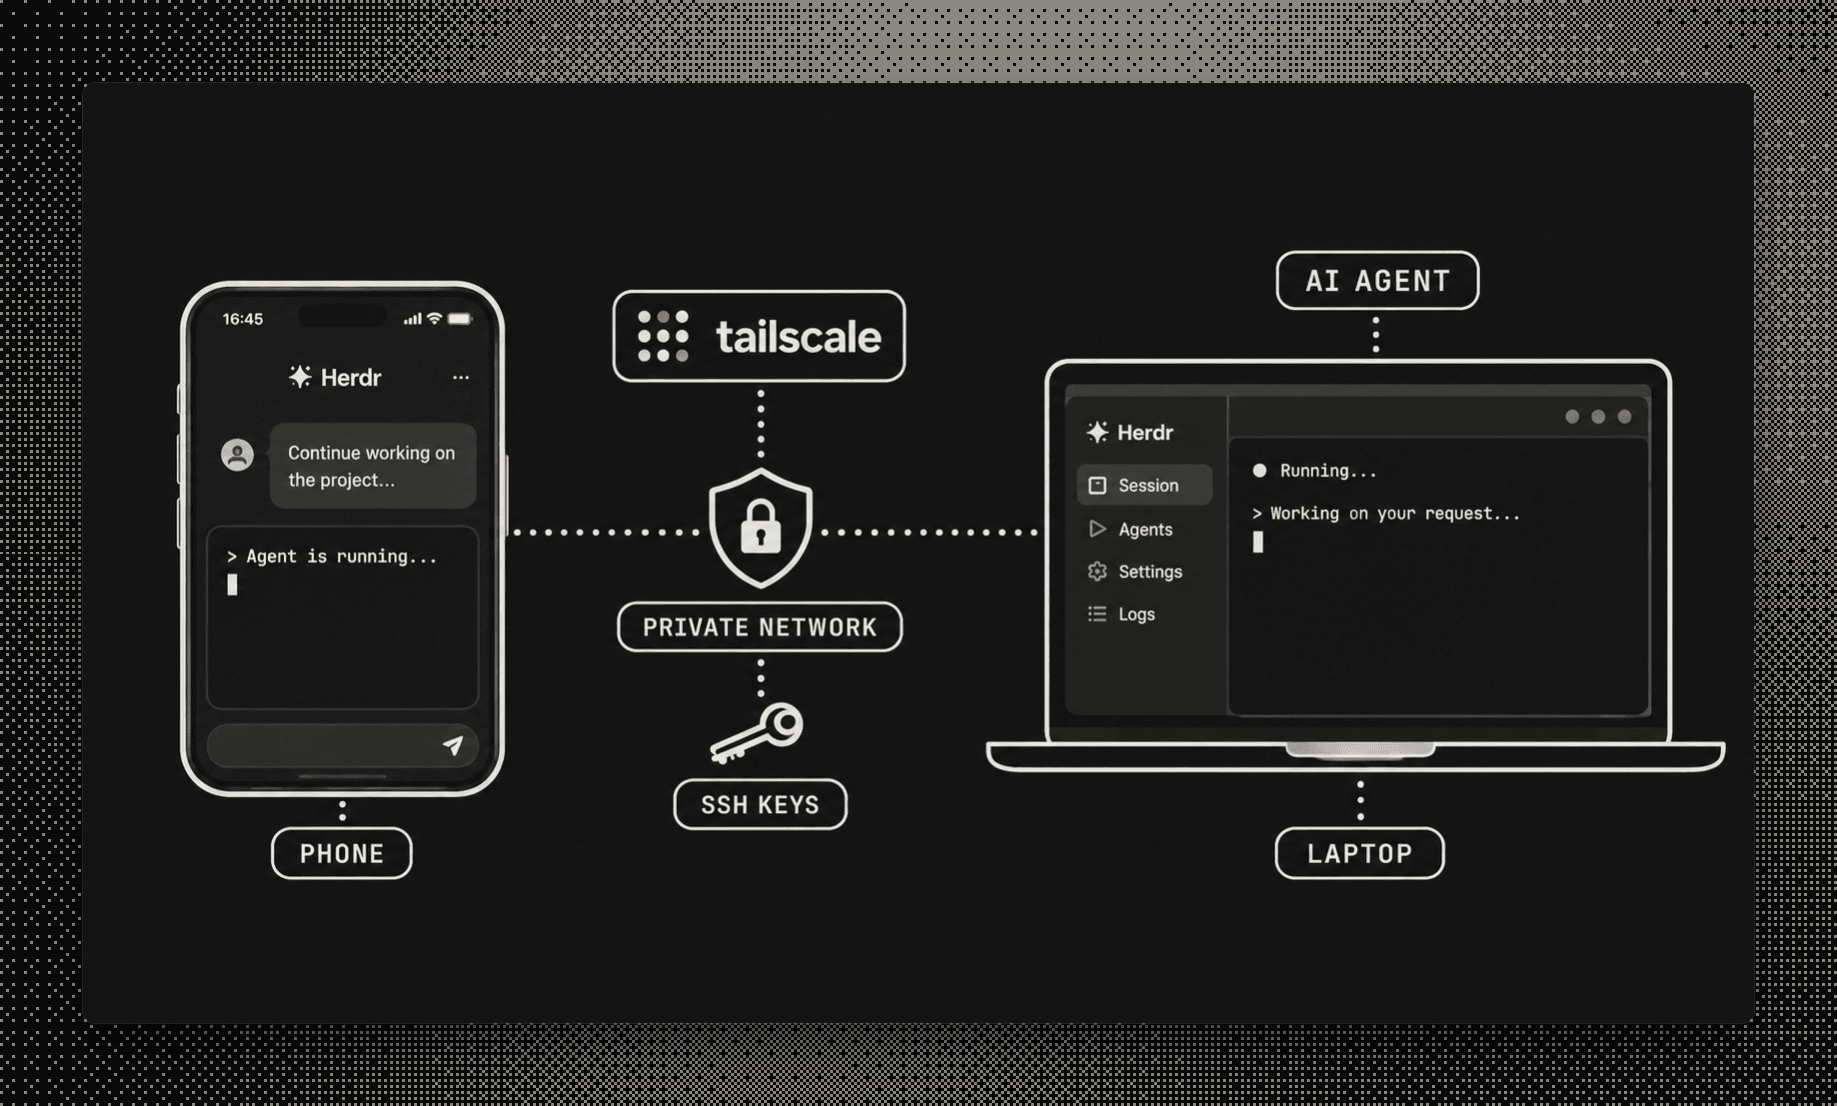 16:45
Herdr
Continue working on
the project...
> Agent is running...
PHONE
tailscale
PRIVATE NETWORK
SSH KEYS
AI AGENT
Herdr
Session
Agents
Settings
Logs
Running...
> Working on your request...
LAPTOP